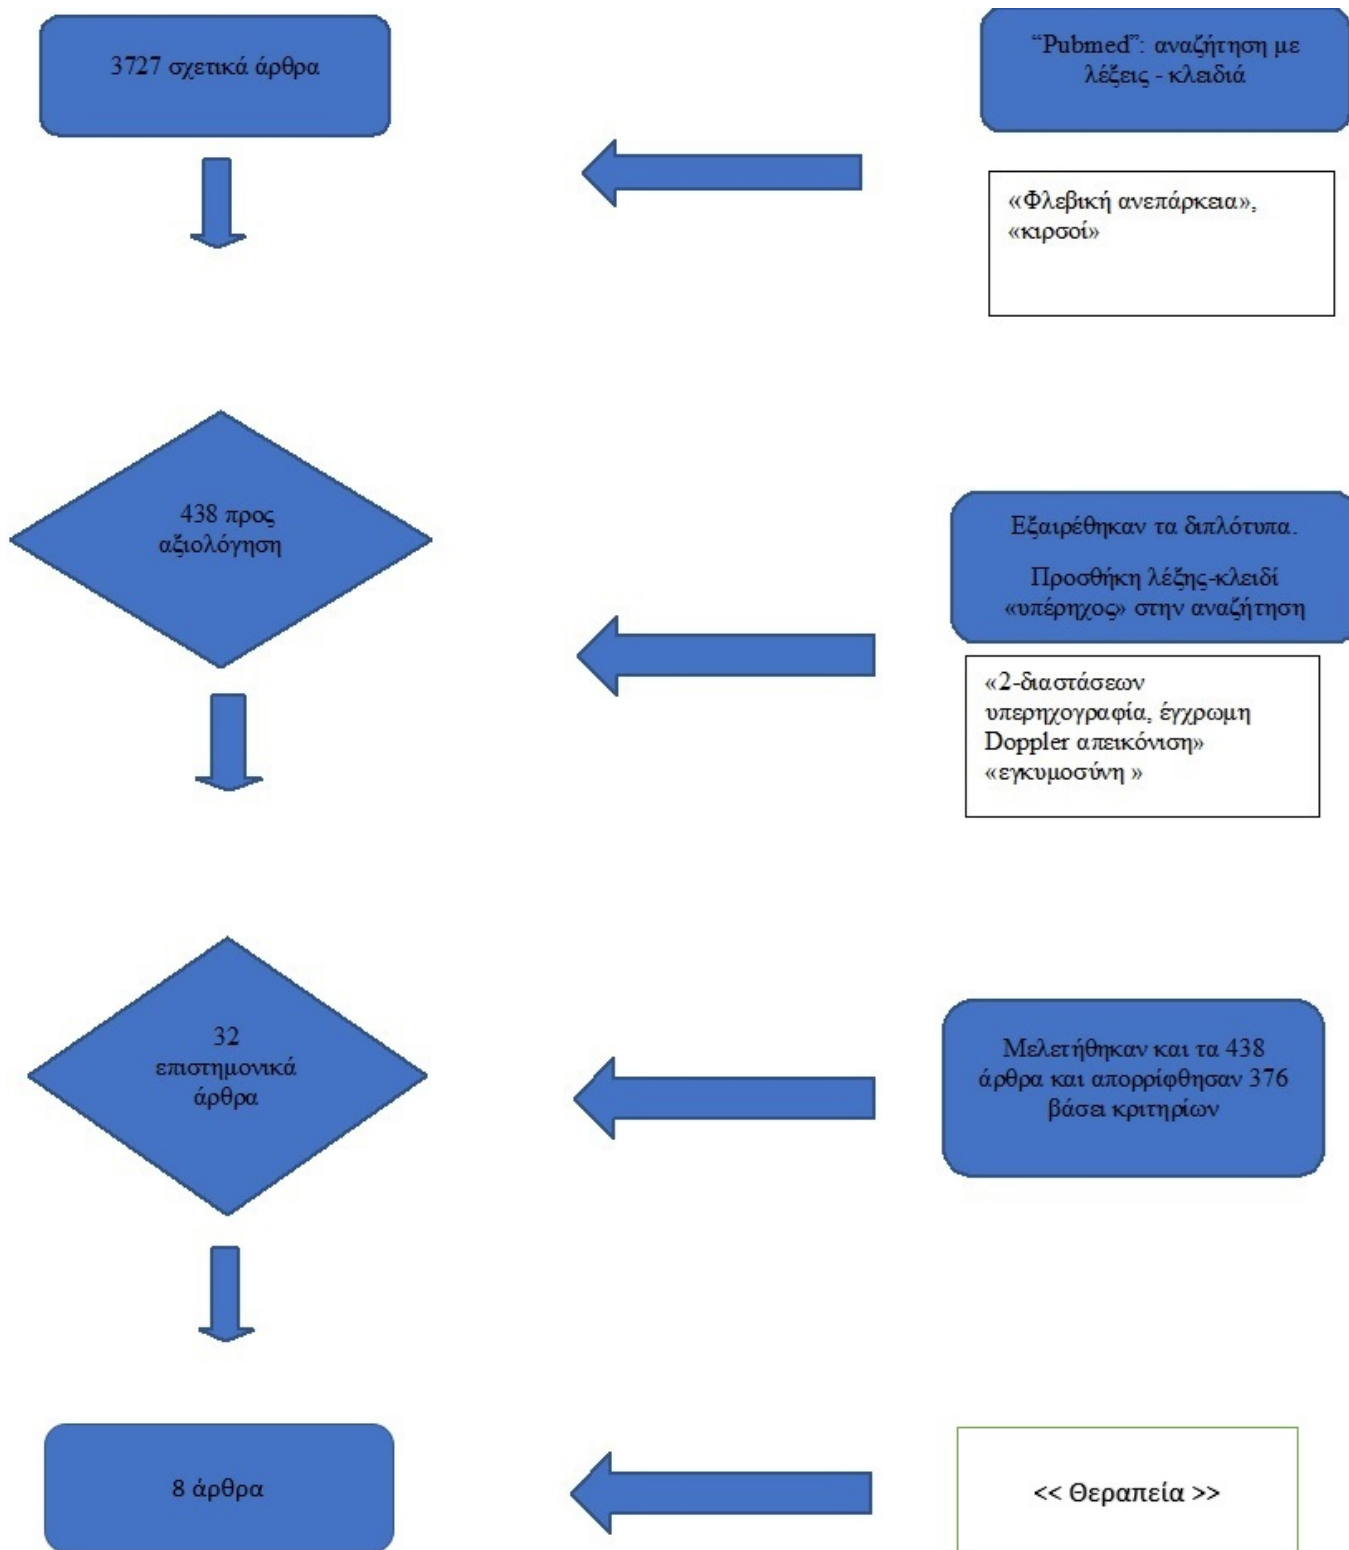 3727 σχετικά άρθρα
“Pubmed”: αναζήτηση με
λέξεις - κλειδιά
«Φλεβική ανεπάρκεια»,
«κιρσοί»
438 προς
αξιολόγηση
Εξαιρέθηκαν τα διπλότυπα.
Προσθήκη λέξης-κλειδί
«υπέρηχος» στην αναζήτηση
«2-διαστάσεων
υπερηχογραφία, έγχρωμη
Doppler απεικόνιση»
«εγκυμοσύνη »
32
επιστημονικά
άρθρα
Μελετήθηκαν και τα 438
άρθρα και απορρίφθησαν 376
βάσει κριτηρίων
8 άρθρα
<< Θεραπεία >>